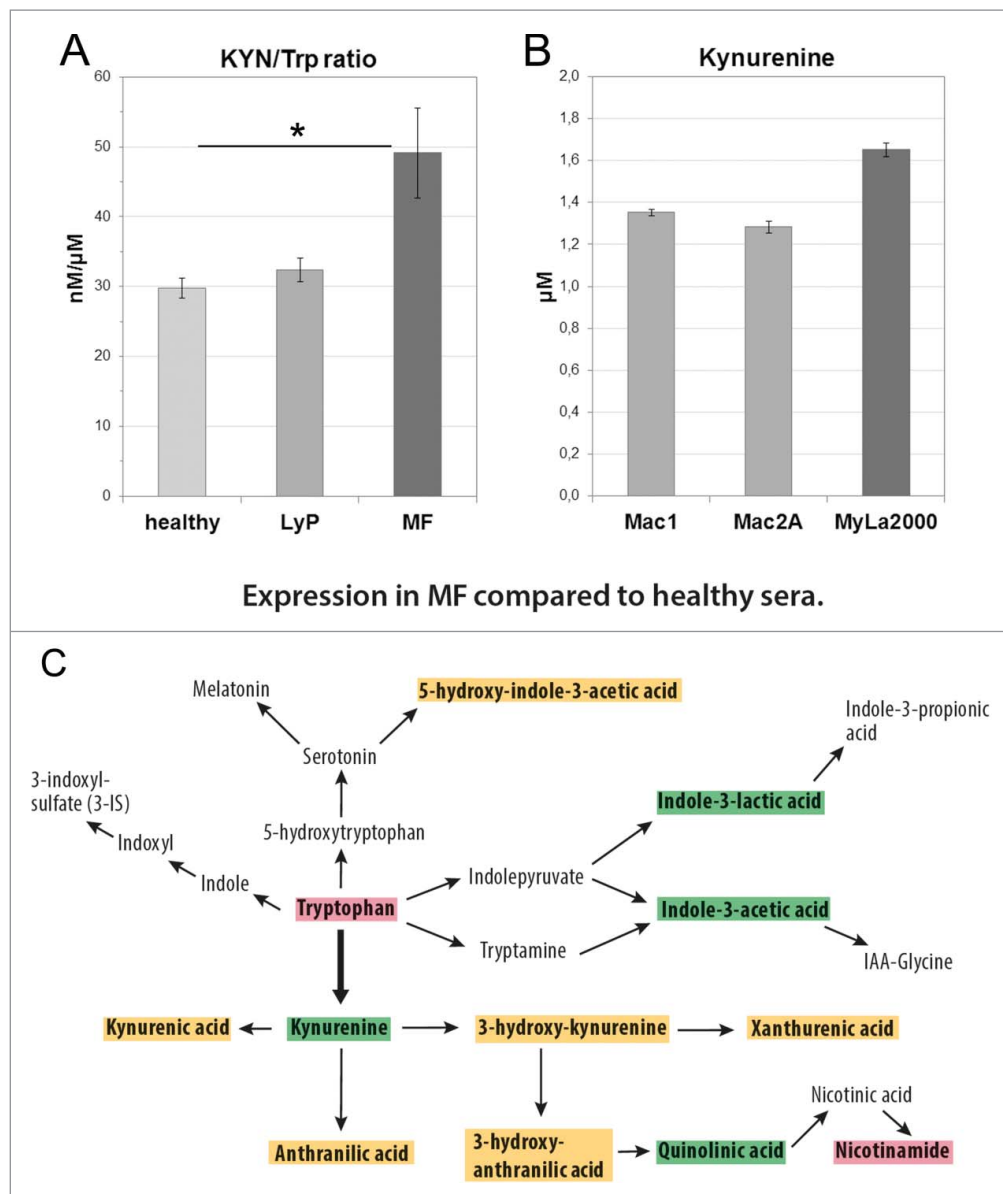 A
KYN/Trp ratio
60
50
40
30
20
10
0
nM/µM
*
healthy LyP MF
B
Kynurenine
2,0
1,8
1,6
1,4
1,2
1,0
0,8
0,6
0,4
0,2
0,0
µM
Mac1 Mac2A MyLa2000
Expression in MF compared to healthy sera.
C
Melatonin
5-hydroxy-indole-3-acetic acid
Indole-3-propionic
acid
Serotonin
3-indoxyl-
sulfate (3-IS)
Indole-3-lactic acid
5-hydroxytryptophan
Indoxyl
Indolepyruvate
Indole
Tryptophan
Indole-3-acetic acid
Tryptamine
IAA-Glycine
Kynurenic acid
Kynurenine
3-hydroxy-kynurenine
Xanthurenic acid
Nicotinic acid
Anthranilic acid
3-hydroxy-
anthranilic acid
Quinolinic acid
Nicotinamide